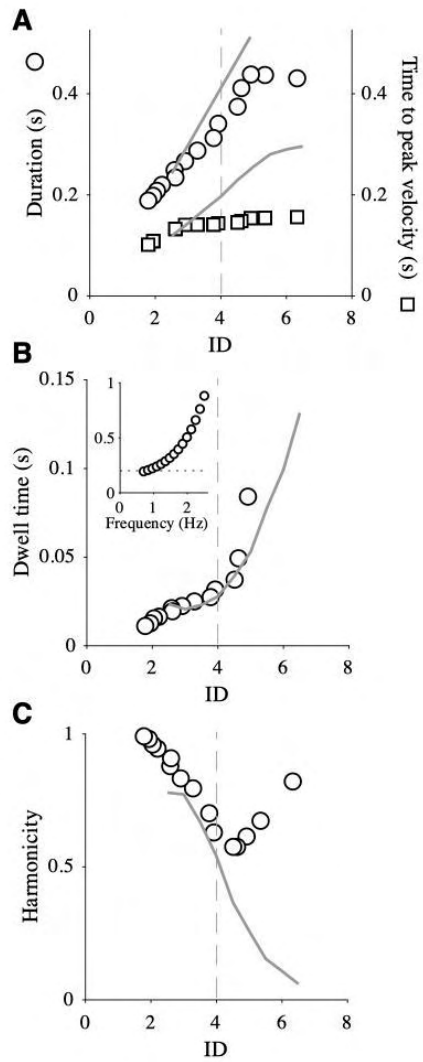 A
Duration (s)
0.4
0.2
0
0.4
0.2
0
Time to peak velocity (s)
0 2 4 6 8
ID
B
Dwell time (s)
0.15
0.1
0.05
0
1
0.5
0
0 1 2
Frequency (Hz)
0 2 4 6 8
ID
C
Harmonicity
1
0.5
0
0 2 4 6 8
ID